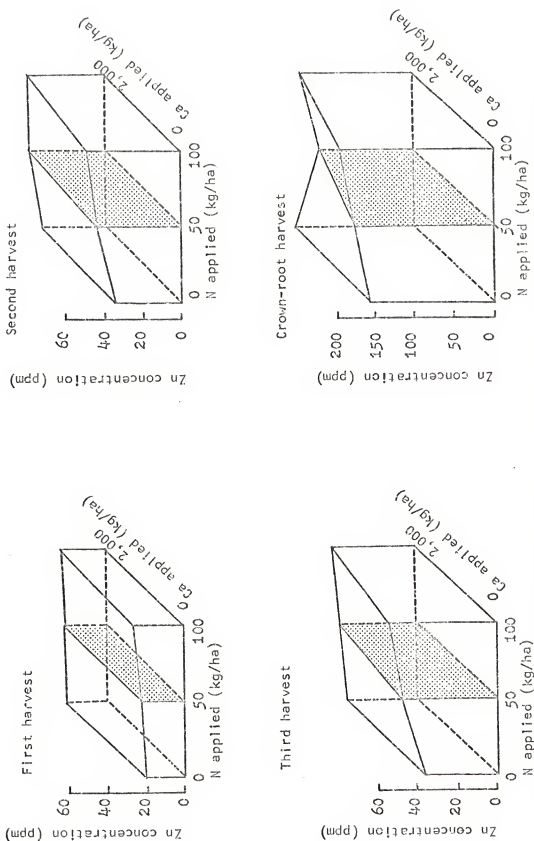 First harvest
Zn concentration (ppm)
60
40
20
0
0
50
100
N applied (kg/ha)
0
2,000
Ca applied (kg/ha)
Second harvest
Zn concentration (ppm)
60
40
20
0
0
50
100
N applied (kg/ha)
0
2,000
Ca applied (kg/ha)
Third harvest
Zn concentration (ppm)
60
40
20
0
0
50
100
N applied (kg/ha)
0
2,000
Ca applied (kg/ha)
Crown-root harvest
Zn concentration (ppm)
200
150
100
50
0
0
50
100
N applied (kg/ha)
0
2,000
Ca applied (kg/ha)